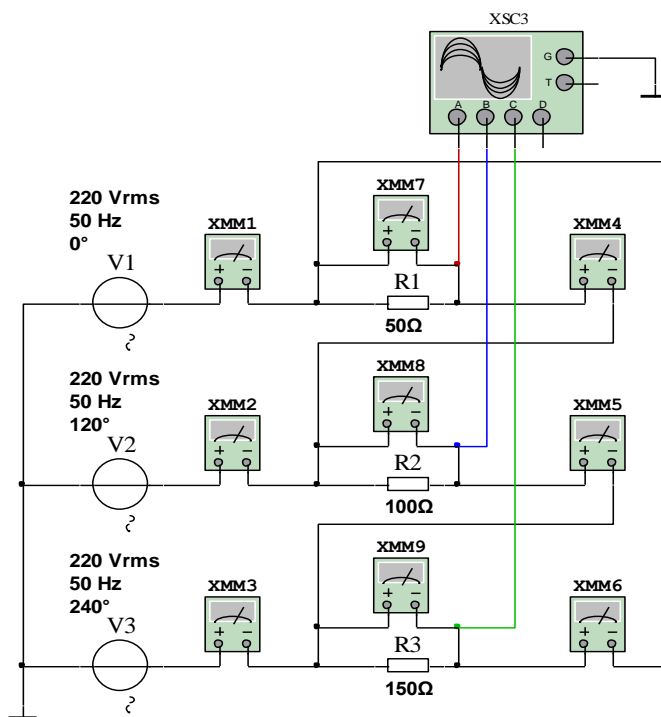 XSC3
G
T
A B C D
220 Vrms
50 Hz
0°
V1
XMM1
+ −
XMM7
+ −
R1
50Ω
XMM4
+ −
220 Vrms
50 Hz
120°
V2
XMM2
+ −
XMM8
+ −
R2
100Ω
XMM5
+ −
220 Vrms
50 Hz
240°
V3
XMM3
+ −
XMM9
+ −
R3
150Ω
XMM6
+ −